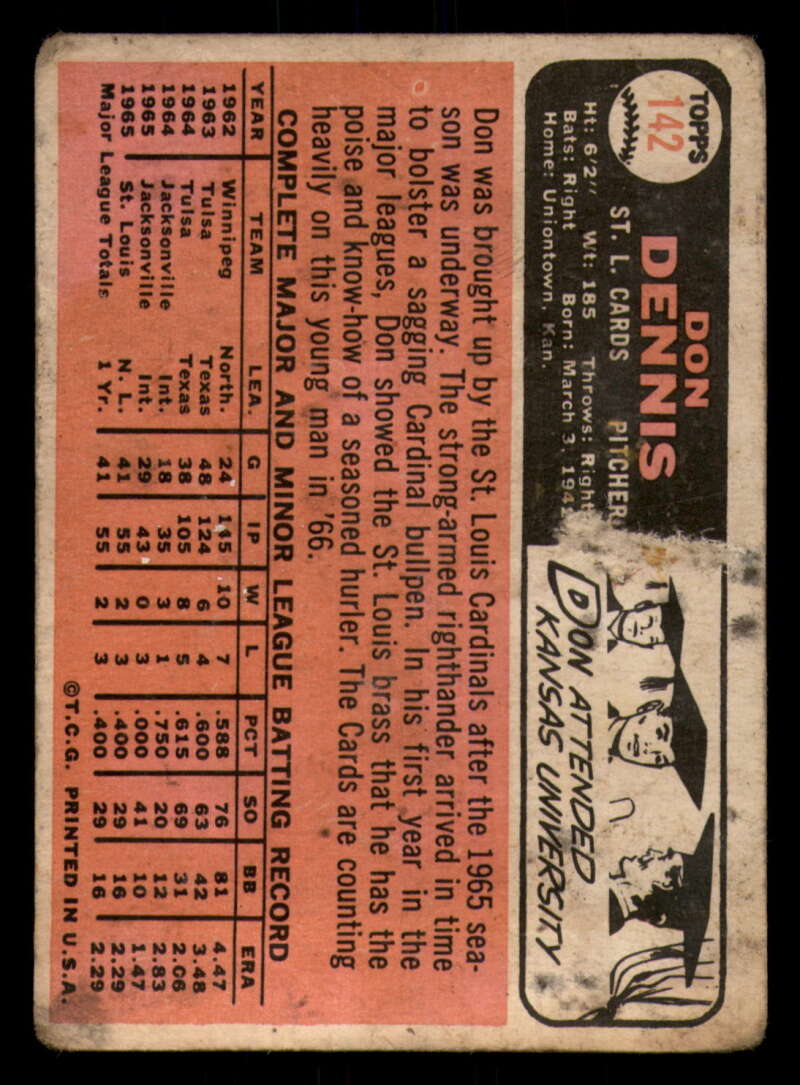 TOPPS
142
DON
DENNIS
ST. L. CARDS PITCHER
Ht: 6'2" Wt: 185 Throws: Right
Bats: Right Born: March 3,
Home: Uniontown, Kan.
DON ATTENDED
KANSAS UNIVERSITY
Don was brought up by the St. Louis Cardinals after the 1965 sea-
son was underway. The strong-armed righthander arrived in time
to bolster a sagging Cardinal bullpen. In his first year in the
major leagues, Don showed the St. Louis brass that he has the
poise and know-how of a seasoned hurler. The Cards are counting
heavily on this young man in '66.
COMPLETE MAJOR AND MINOR LEAGUE BATTING RECORD
YEAR TEAM LEA. G IP W L PCT SO BB ERA
1962 Winnipeg North. 24 145 10 7 .588 76 81 4.47
1963 Tulsa Texas 48 124 6 4 .600 63 42 3.48
1964 Tulsa Texas 38 105 8 5 .615 69 31 2.06
1964 Jacksonville Int. 18 35 3 1 .750 20 12 2.83
1965 Jacksonville Int. 29 43 0 3 .000 41 10 1.47
1965 St. Louis N. L. 41 55 2 3 .400 29 16 2.29
Major League Totals 1 Yr. 41 55 2 3 .400 29 16 2.29
©T.C.G. PRINTED IN U.S.A.